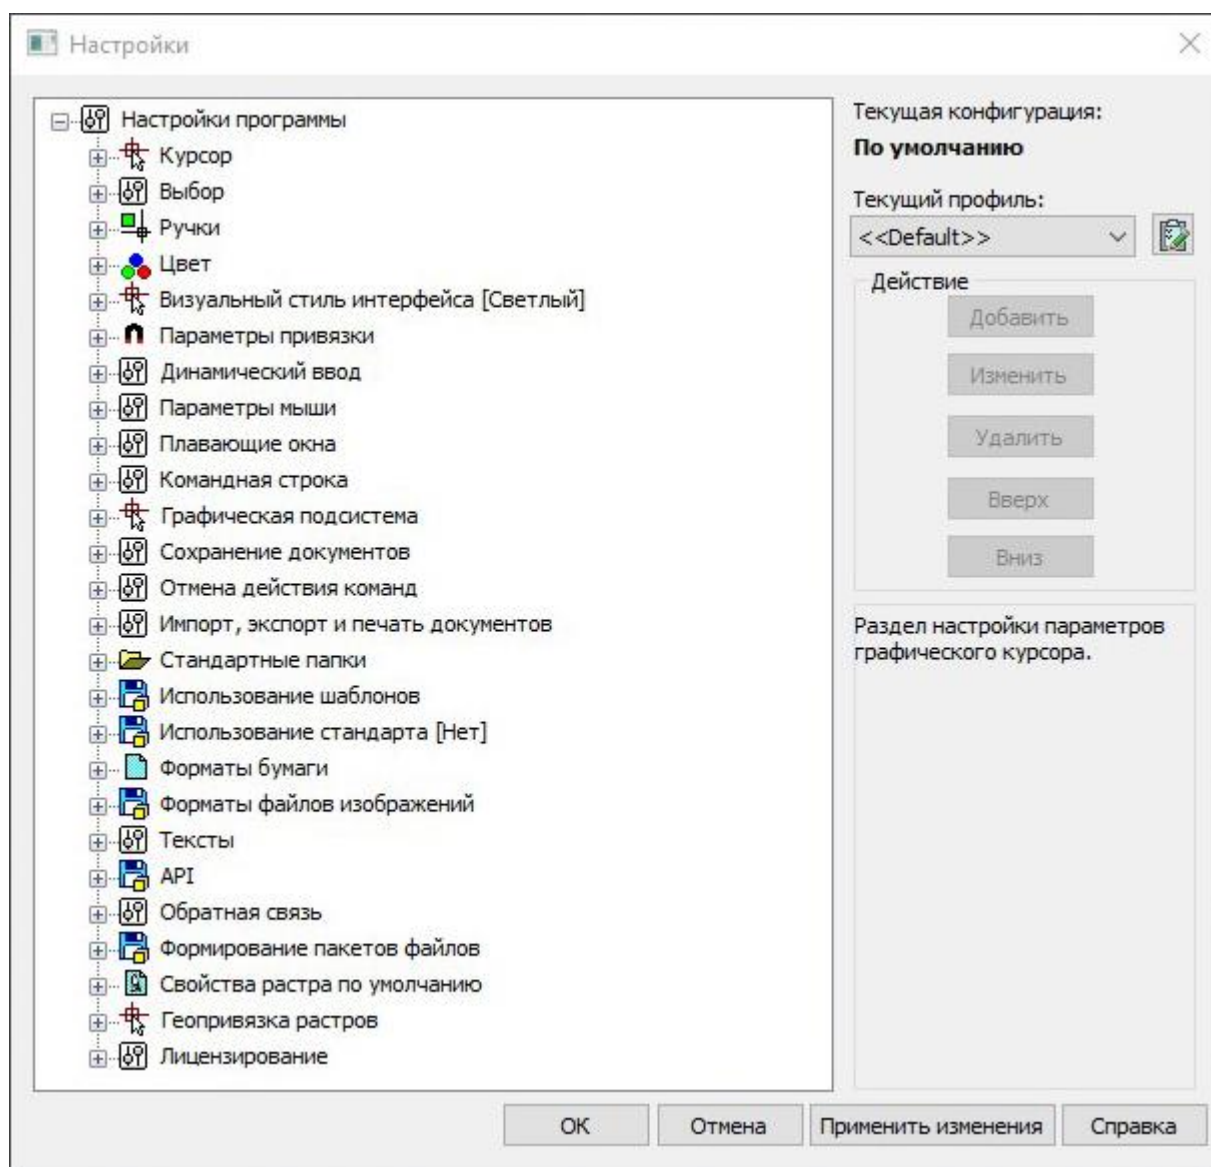 Настройки
Настройки программы
Курсор
Выбор
Ручки
Цвет
Визуальный стиль интерфейса [Светлый]
Параметры привязки
Динамический ввод
Параметры мыши
Плавающие окна
Командная строка
Графическая подсистема
Сохранение документов
Отмена действия команд
Импорт, экспорт и печать документов
Стандартные папки
Использование шаблонов
Использование стандарта [Нет]
Форматы бумаги
Форматы файлов изображений
Тексты
API
Обратная связь
Формирование пакетов файлов
Свойства растра по умолчанию
Геопривязка растров
Лицензирование
Текущая конфигурация:
По умолчанию
Текущий профиль:
<<Default>>
Действие
Добавить
Изменить
Удалить
Вверх
Вниз
Раздел настройки параметров
графического курсора.
ОК
Отмена
Применить изменения
Справка